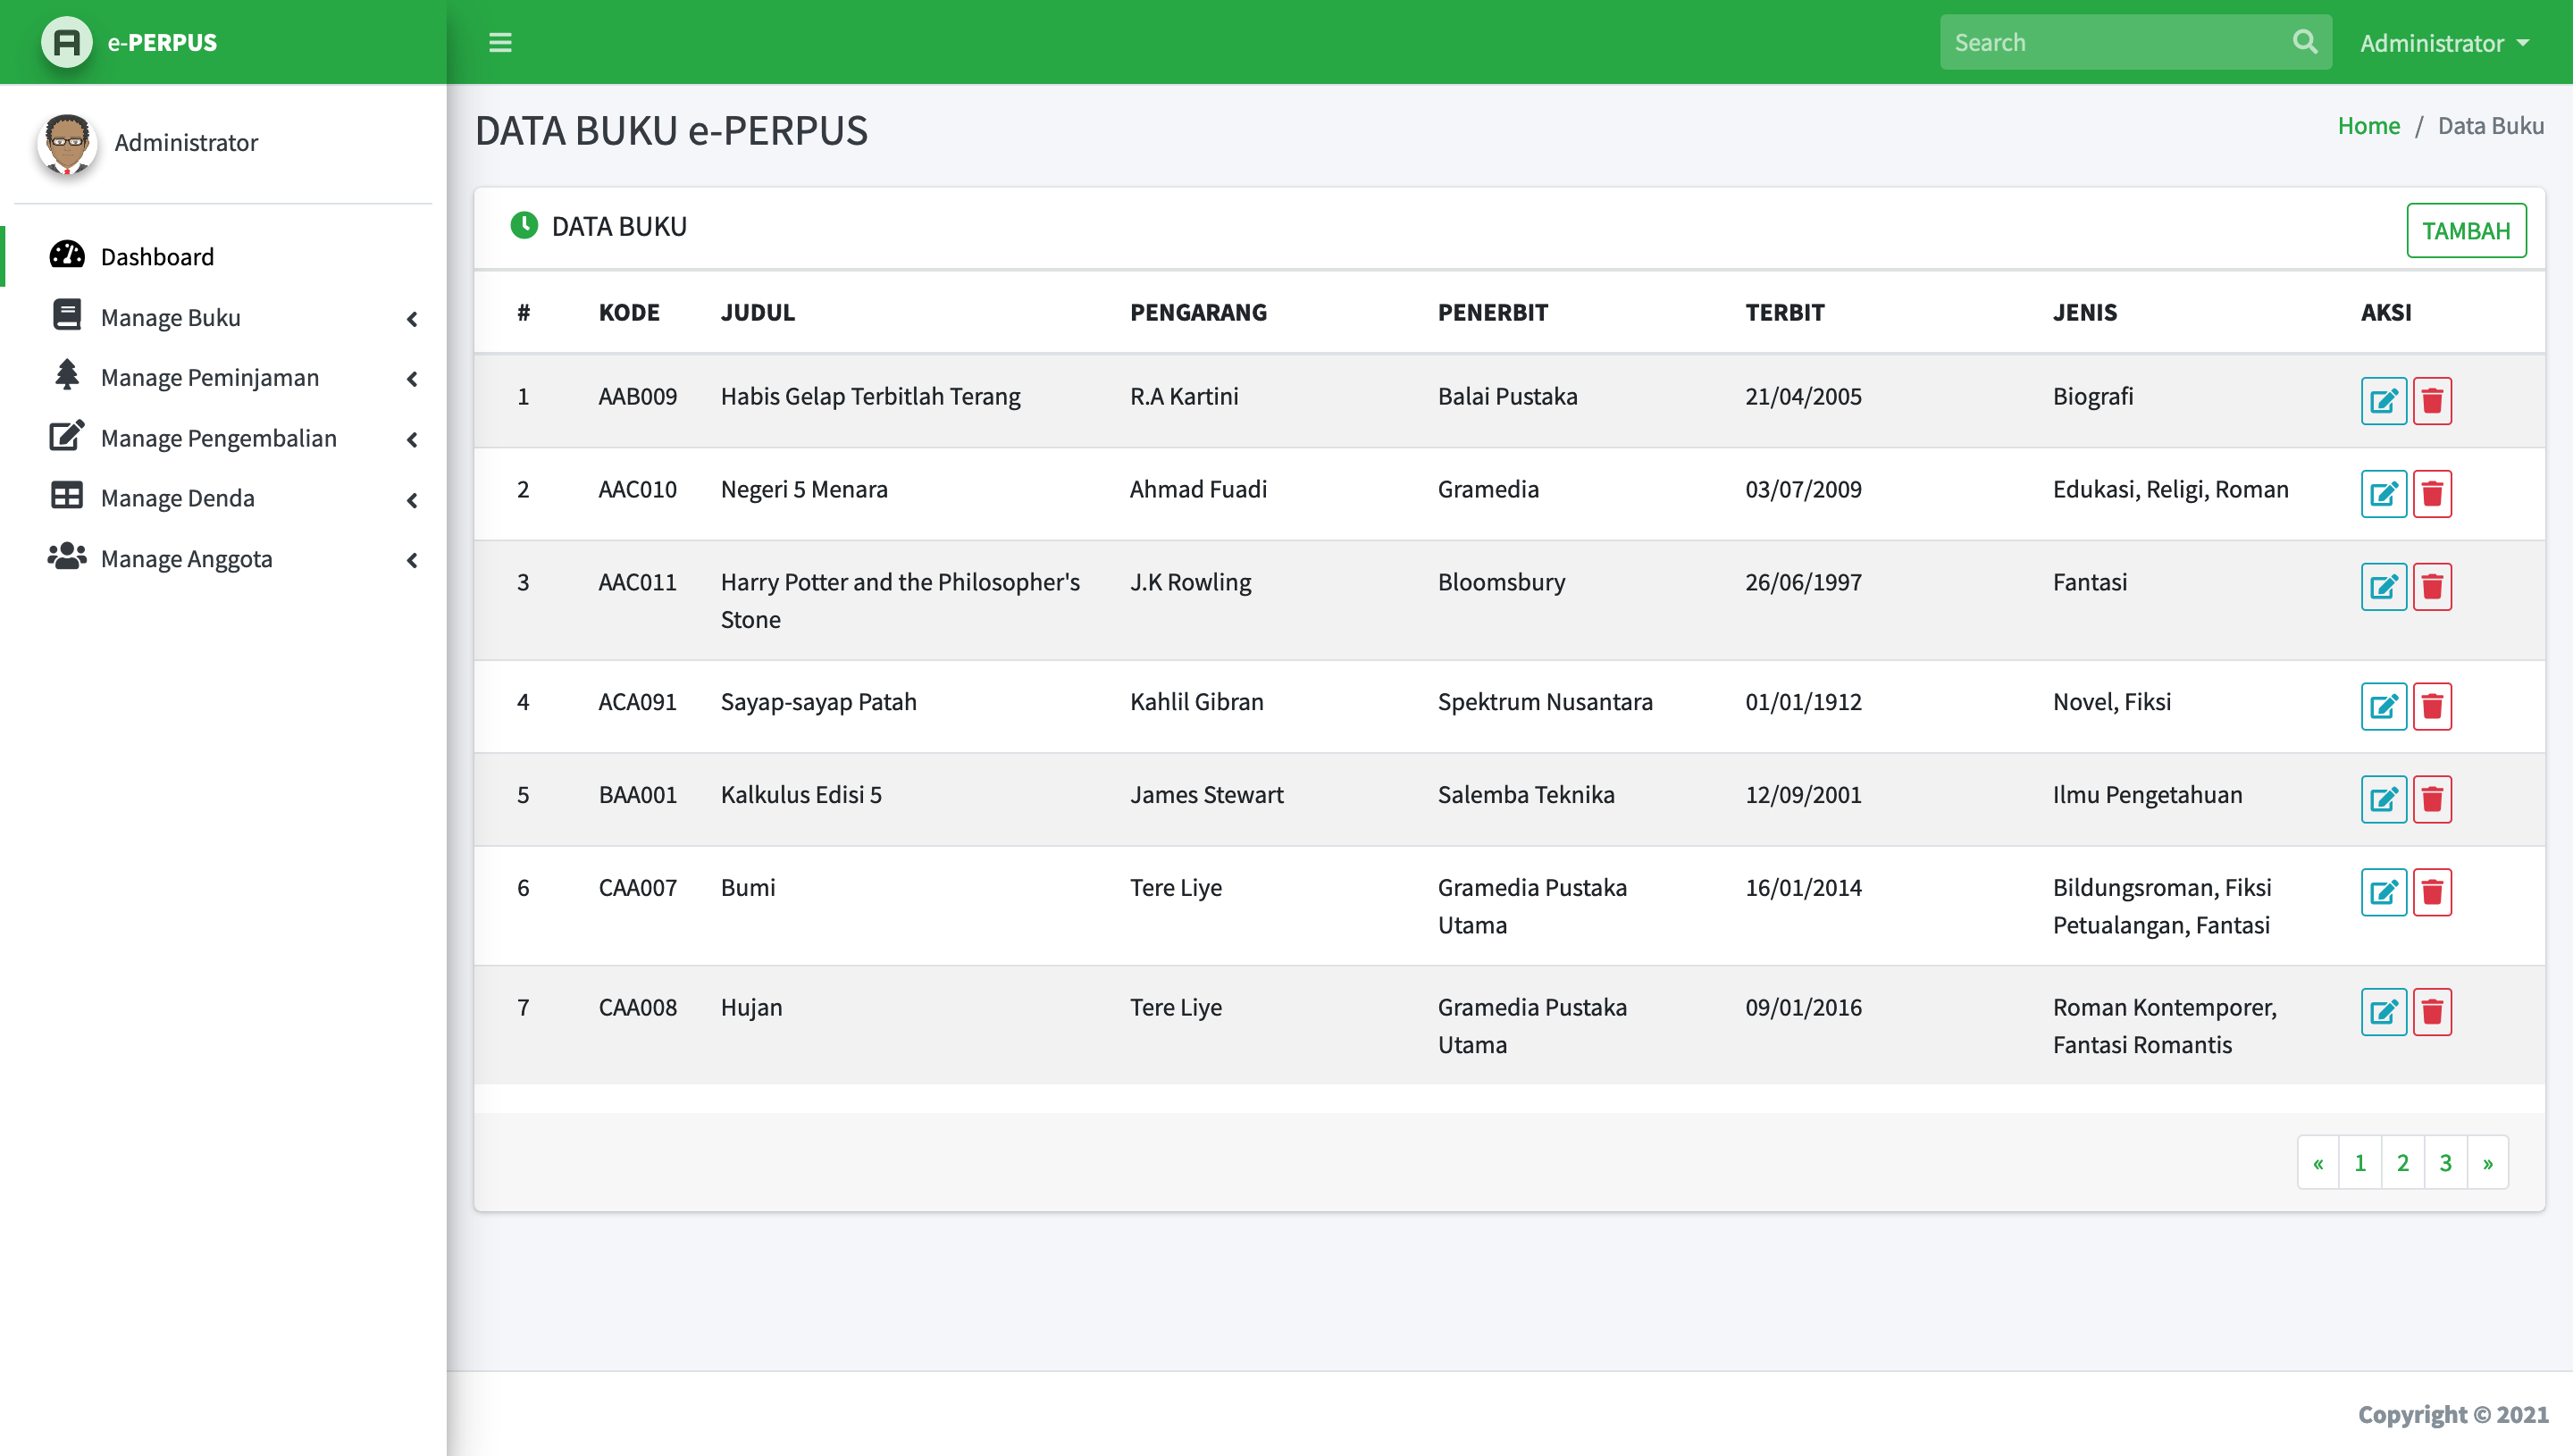 e-PERPUS
Search
Administrator
Administrator
Dashboard
Manage Buku
Manage Peminjaman
Manage Pengembalian
Manage Denda
Manage Anggota
DATA BUKU e-PERPUS
Home / Data Buku
DATA BUKU
TAMBAH
# KODE JUDUL PENGARANG PENERBIT TERBIT JENIS AKSI
1 AAB009 Habis Gelap Terbitlah Terang R.A Kartini Balai Pustaka 21/04/2005 Biografi
2 AAC010 Negeri 5 Menara Ahmad Fuadi Gramedia 03/07/2009 Edukasi, Religi, Roman
3 AAC011 Harry Potter and the Philosopher's J.K Rowling Bloomsbury 26/06/1997 Fantasi
Stone
4 ACA091 Sayap-sayap Patah Kahlil Gibran Spektrum Nusantara 01/01/1912 Novel, Fiksi
5 BAA001 Kalkulus Edisi 5 James Stewart Salemba Teknika 12/09/2001 Ilmu Pengetahuan
6 CAA007 Bumi Tere Liye Gramedia Pustaka 16/01/2014 Bildungsroman, Fiksi
Utama Petualangan, Fantasi
7 CAA008 Hujan Tere Liye Gramedia Pustaka 09/01/2016 Roman Kontemporer,
Utama Fantasi Romantis
« 1 2 3 »
Copyright © 2021